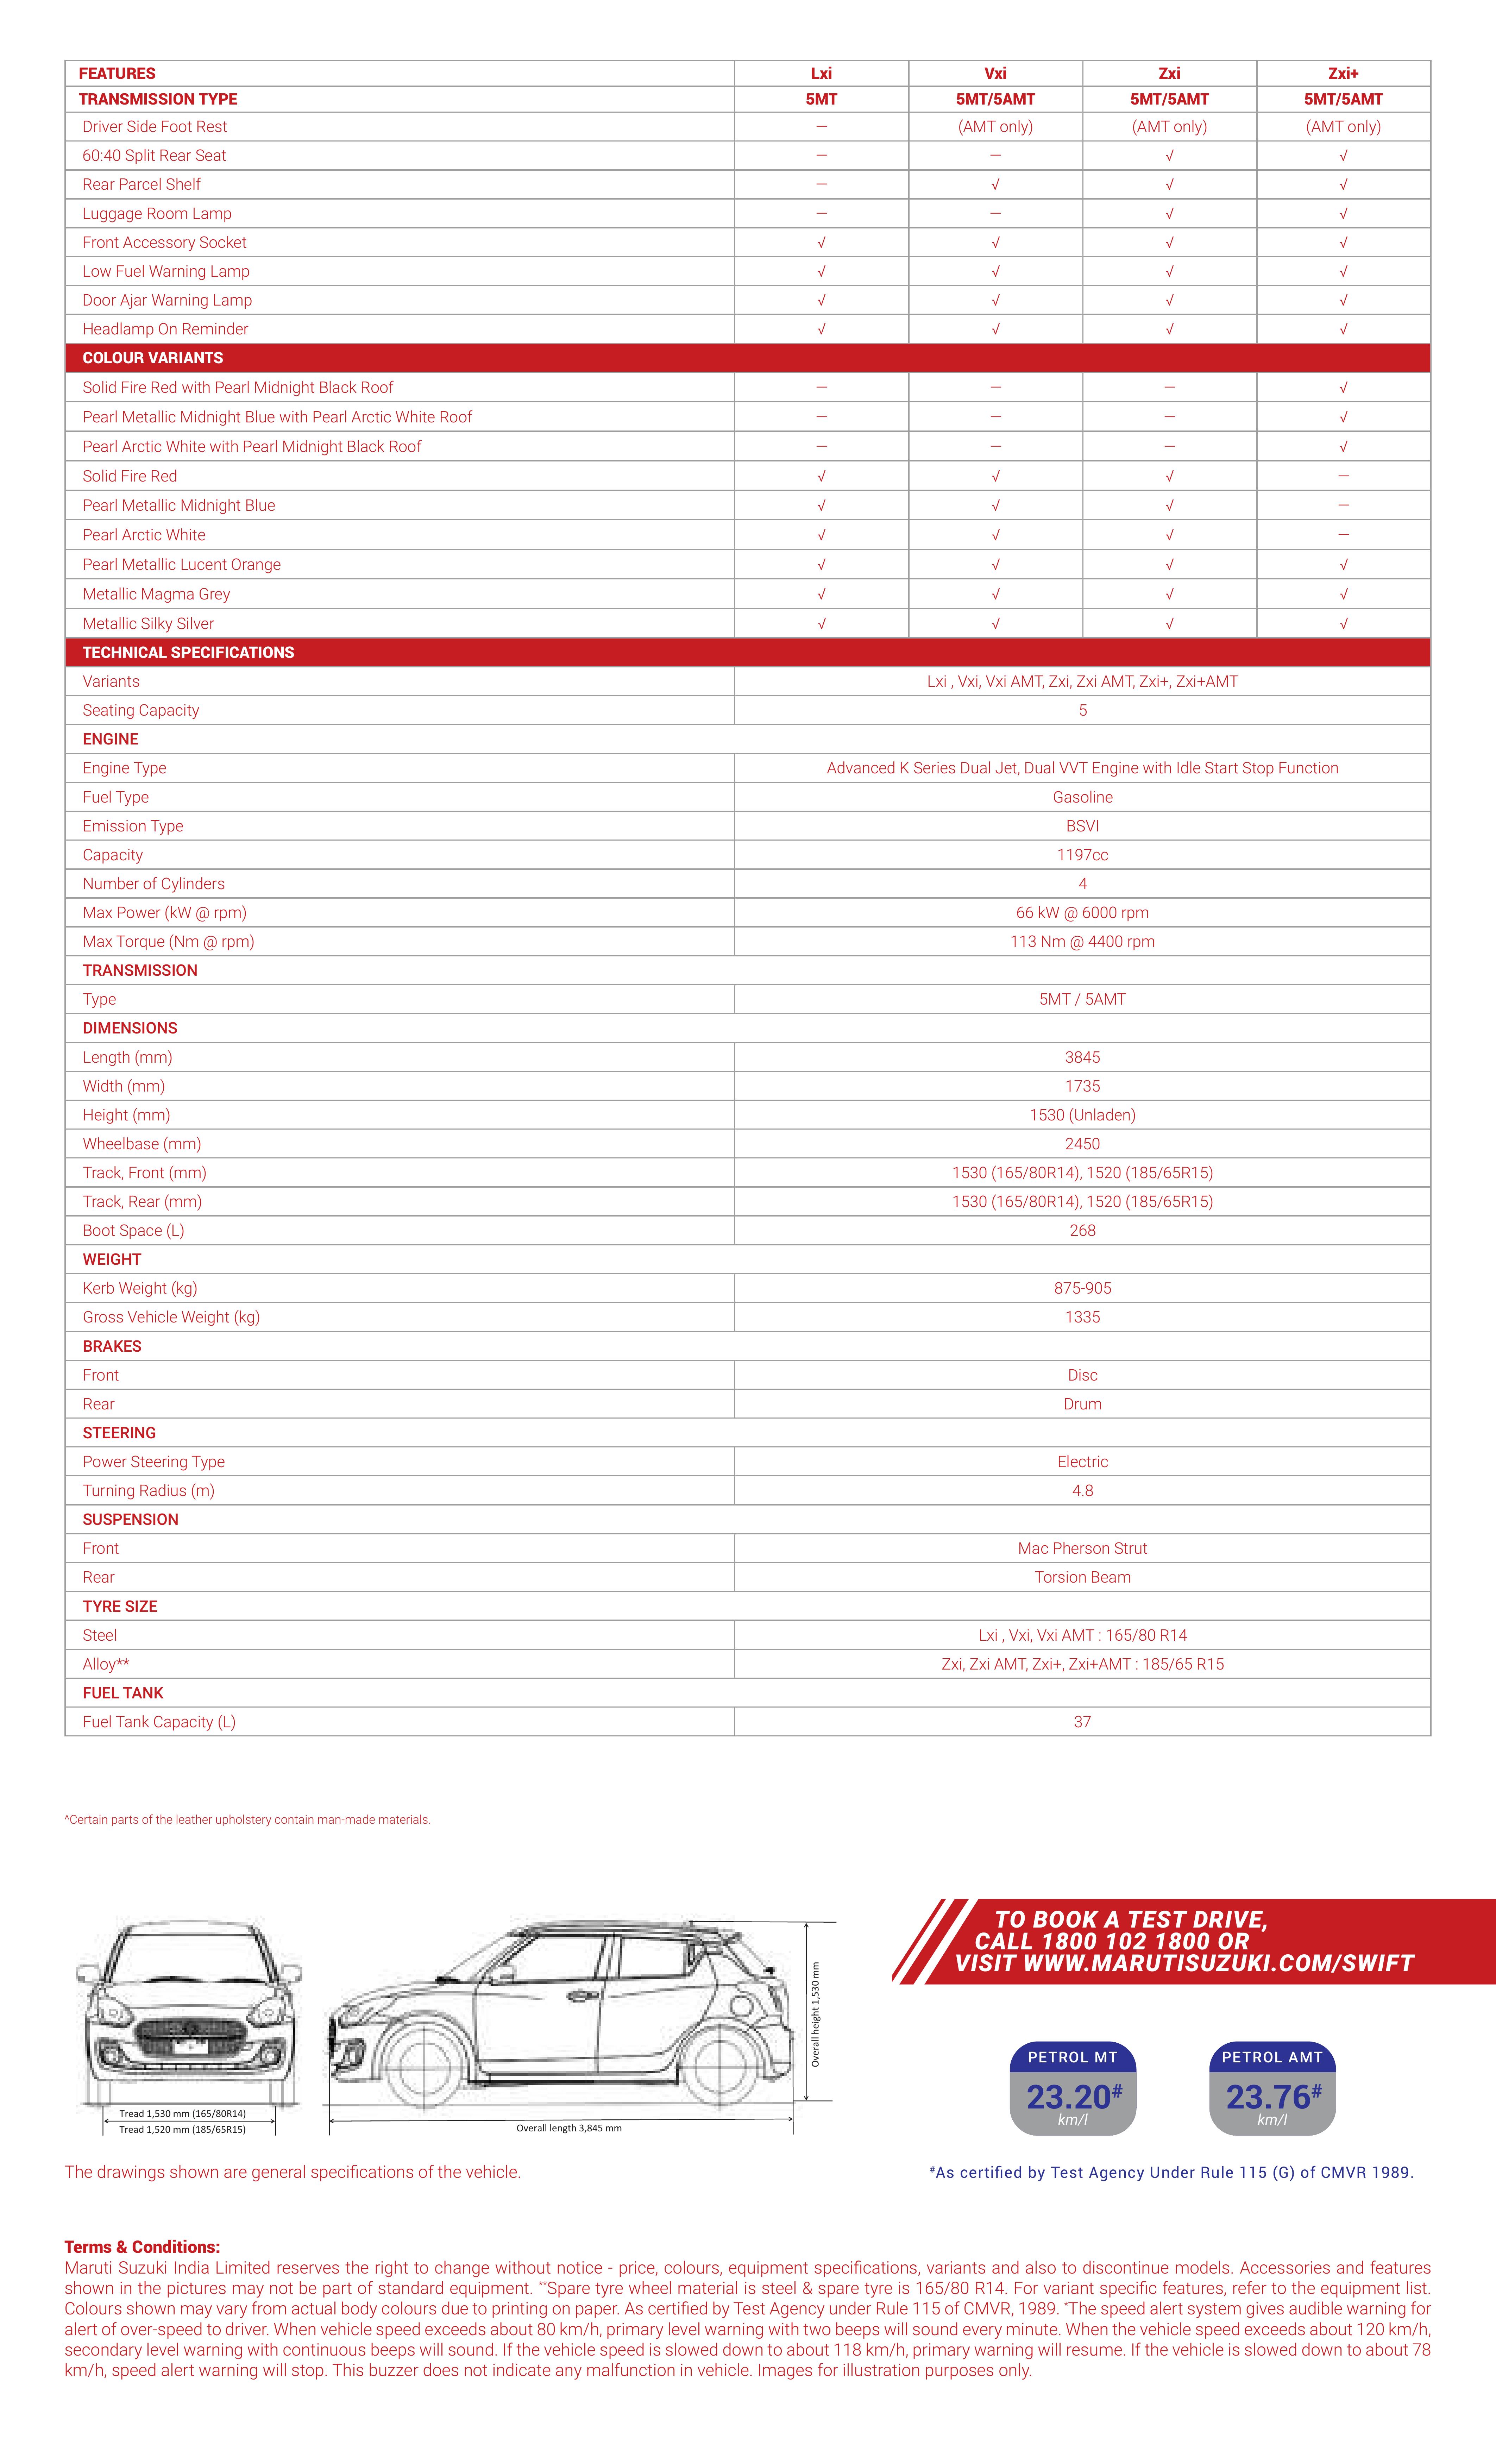 FEATURES Lxi Vxi Zxi Zxi+
TRANSMISSION TYPE 5MT 5MT/5AMT 5MT/5AMT 5MT/5AMT
Driver Side Foot Rest — (AMT only) (AMT only) (AMT only)
60:40 Split Rear Seat — — √ √
Rear Parcel Shelf — √ √ √
Luggage Room Lamp — — √ √
Front Accessory Socket √ √ √ √
Low Fuel Warning Lamp √ √ √ √
Door Ajar Warning Lamp √ √ √ √
Headlamp On Reminder √ √ √ √
COLOUR VARIANTS
Solid Fire Red with Pearl Midnight Black Roof — — — √
Pearl Metallic Midnight Blue with Pearl Arctic White Roof — — — √
Pearl Arctic White with Pearl Midnight Black Roof — — — √
Solid Fire Red √ √ √ —
Pearl Metallic Midnight Blue √ √ √ —
Pearl Arctic White √ √ √ —
Pearl Metallic Lucent Orange √ √ √ √
Metallic Magma Grey √ √ √ √
Metallic Silky Silver √ √ √ √
TECHNICAL SPECIFICATIONS
Variants Lxi , Vxi, Vxi AMT, Zxi, Zxi AMT, Zxi+, Zxi+AMT
Seating Capacity 5
ENGINE
Engine Type Advanced K Series Dual Jet, Dual VVT Engine with Idle Start Stop Function
Fuel Type Gasoline
Emission Type BSVI
Capacity 1197cc
Number of Cylinders 4
Max Power (kW @ rpm) 66 kW @ 6000 rpm
Max Torque (Nm @ rpm) 113 Nm @ 4400 rpm
TRANSMISSION
Type 5MT / 5AMT
DIMENSIONS
Length (mm) 3845
Width (mm) 1735
Height (mm) 1530 (Unladen)
Wheelbase (mm) 2450
Track, Front (mm) 1530 (165/80R14), 1520 (185/65R15)
Track, Rear (mm) 1530 (165/80R14), 1520 (185/65R15)
Boot Space (L) 268
WEIGHT
Kerb Weight (kg) 875-905
Gross Vehicle Weight (kg) 1335
BRAKES
Front Disc
Rear Drum
STEERING
Power Steering Type Electric
Turning Radius (m) 4.8
SUSPENSION
Front Mac Pherson Strut
Rear Torsion Beam
TYRE SIZE
Steel Lxi , Vxi, Vxi AMT : 165/80 R14
Alloy** Zxi, Zxi AMT, Zxi+, Zxi+AMT : 185/65 R15
FUEL TANK
Fuel Tank Capacity (L) 37
^Certain parts of the leather upholstery contain man-made materials.
Tread 1,530 mm (165/80R14)
Tread 1,520 mm (185/65R15)
Overall length 3,845 mm
Overall height 1,530 mm
TO BOOK A TEST DRIVE,
CALL 1800 102 1800 OR
VISIT WWW.MARUTISUZUKI.COM/SWIFT
PETROL MT
23.20#
km/l
PETROL AMT
23.76#
km/l
The drawings shown are general specifications of the vehicle.
#As certified by Test Agency Under Rule 115 (G) of CMVR 1989.
Terms & Conditions:
Maruti Suzuki India Limited reserves the right to change without notice - price, colours, equipment specifications, variants and also to discontinue models. Accessories and features
shown in the pictures may not be part of standard equipment. **Spare tyre wheel material is steel & spare tyre is 165/80 R14. For variant specific features, refer to the equipment list.
Colours shown may vary from actual body colours due to printing on paper. As certified by Test Agency under Rule 115 of CMVR, 1989. *The speed alert system gives audible warning for
alert of over-speed to driver. When vehicle speed exceeds about 80 km/h, primary level warning with two beeps will sound every minute. When the vehicle speed exceeds about 120 km/h,
secondary level warning with continuous beeps will sound. If the vehicle speed is slowed down to about 118 km/h, primary warning will resume. If the vehicle is slowed down to about 78
km/h, speed alert warning will stop. This buzzer does not indicate any malfunction in vehicle. Images for illustration purposes only.